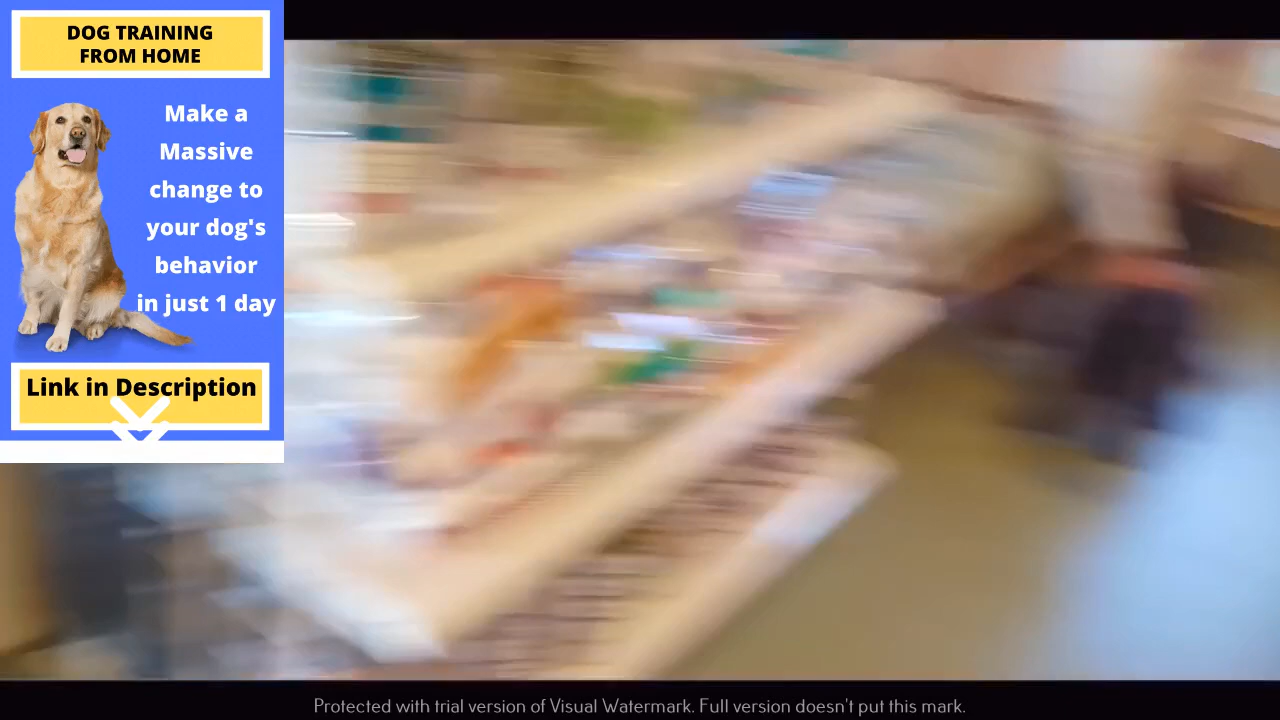 DOG TRAINING
FROM HOME
Make a
Massive
change to
your dog's
behavior
in just 1 day
Link in Description
Protected with trial version of Visual Watermark. Full version doesn't put this mark.